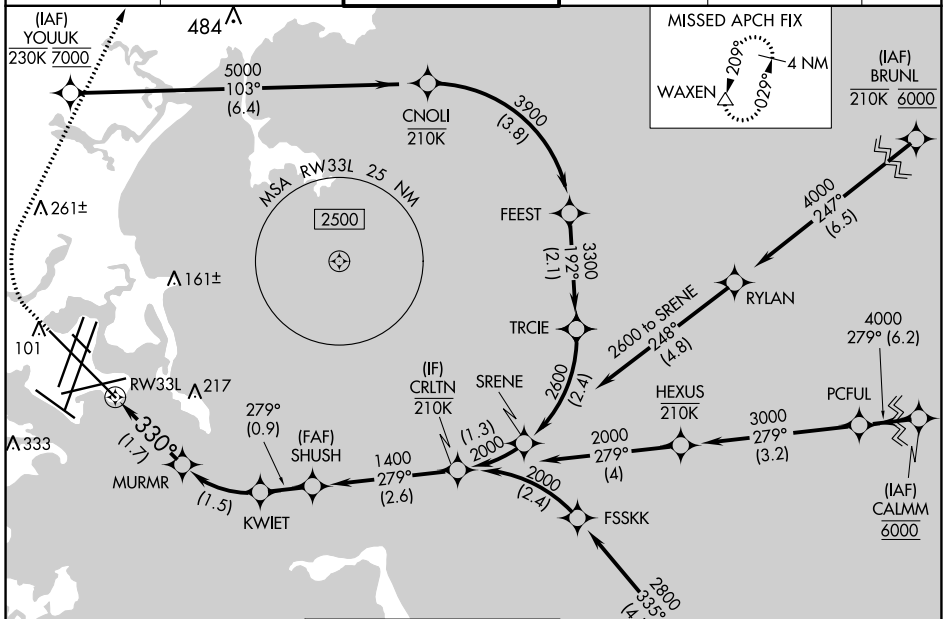 (IAF)
YOUUK
230K 7000
484
5000
103°
(6.4)
CNOLI
210K
3900
(3.8)
MISSED APCH FIX
209°
029°
4 NM
WAXEN
(IAF)
BRUNL
210K 6000
MSA RW33L 25 NM
2500
261±
161±
FEEST
3300
192°
(2.1)
4000
247°
(6.5)
RYLAN
2600 to SRENE
248°
(4.8)
TRCIE
2600
(2.4)
4000
279° (6.2)
101
RW33L
217
333
330°
(1.7)
MURMR
(1.5)
KWIET
279°
(0.9)
(FAF)
SHUSH
1400
279°
(2.6)
(IF)
CRLTN
210K
SRENE
(1.3)
2000
HEXUS
210K
2000
279°
(4)
PCFUL
3000
279°
(3.2)
(IAF)
CALMM
6000
2000
(2.4)
FSSKK
2800
335°